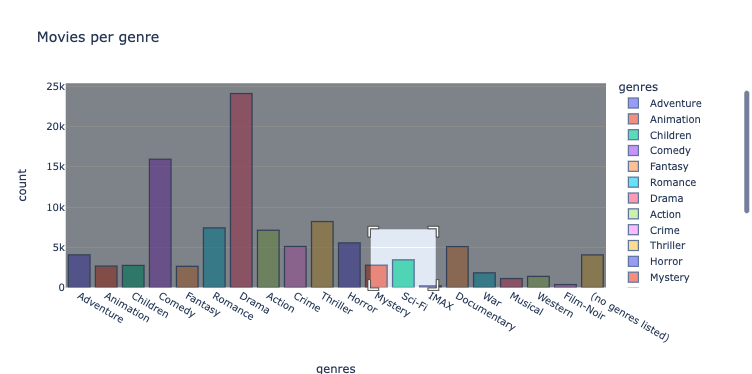 Movies per genre
25k
20k
15k
10k
5k
0
count
Adventure
Animation
Children
Comedy
Fantasy
Romance
Drama
Action
Crime
Thriller
Horror
Mystery
Sci-Fi
IMAX
Documentary
War
Musical
Western
Film-Noir
(no genres listed)
genres
genres
Adventure
Animation
Children
Comedy
Fantasy
Romance
Drama
Action
Crime
Thriller
Horror
Mystery